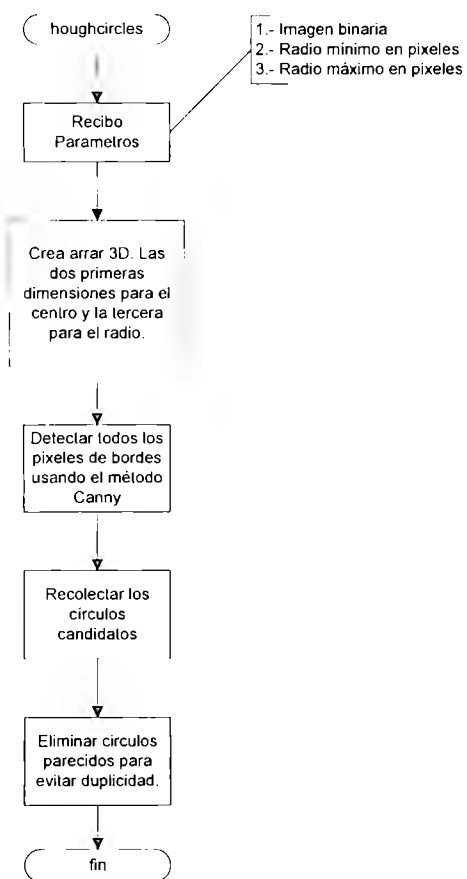 houghcircles
1.- Imagen binaria
2.- Radio mínimo en pixeles
3.- Radio máximo en pixeles
Recibo
Parametros
Crea arrar 3D. Las
dos primeras
dimensiones para el
centro y la tercera
para el radio.
Detectar todos los
pixeles de bordes
usando el método
Canny
Recolectar los
círculos
candidatos
Eliminar circulos
parecidos para
evitar duplicidad.
fin